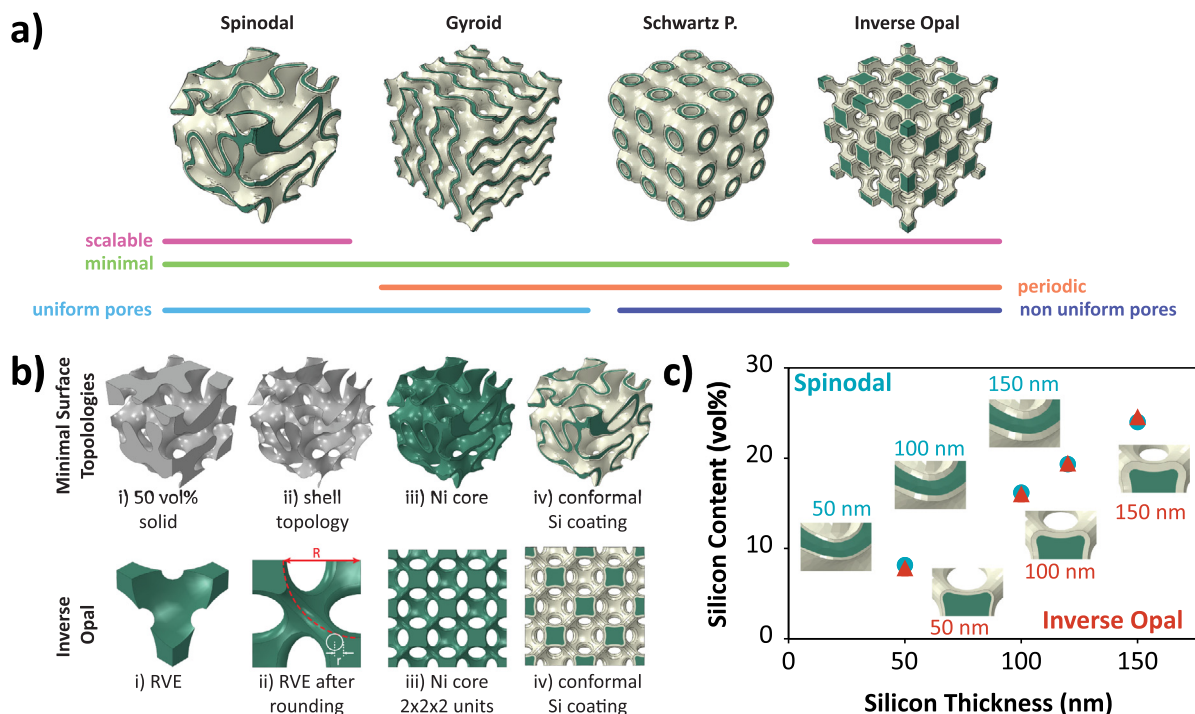 a)
Spinodal
Gyroid
Schwartz P.
Inverse Opal
scalable
minimal
periodic
uniform pores
non uniform pores
b)
Minimal Surface
Topolologies
i) 50 vol%
solid
ii) shell
topology
iii) Ni core
iv) conformal
Si coating
Inverse
Opal
R
r
i) RVE
ii) RVE after
rounding
iii) Ni core
2x2x2 units
iv) conformal
Si coating
c)
Silicon Content (vol%)
30
20
10
0
Spinodal
150 nm
100 nm
50 nm
150 nm
100 nm
50 nm
Inverse Opal
0
50
100
150
Silicon Thickness (nm)